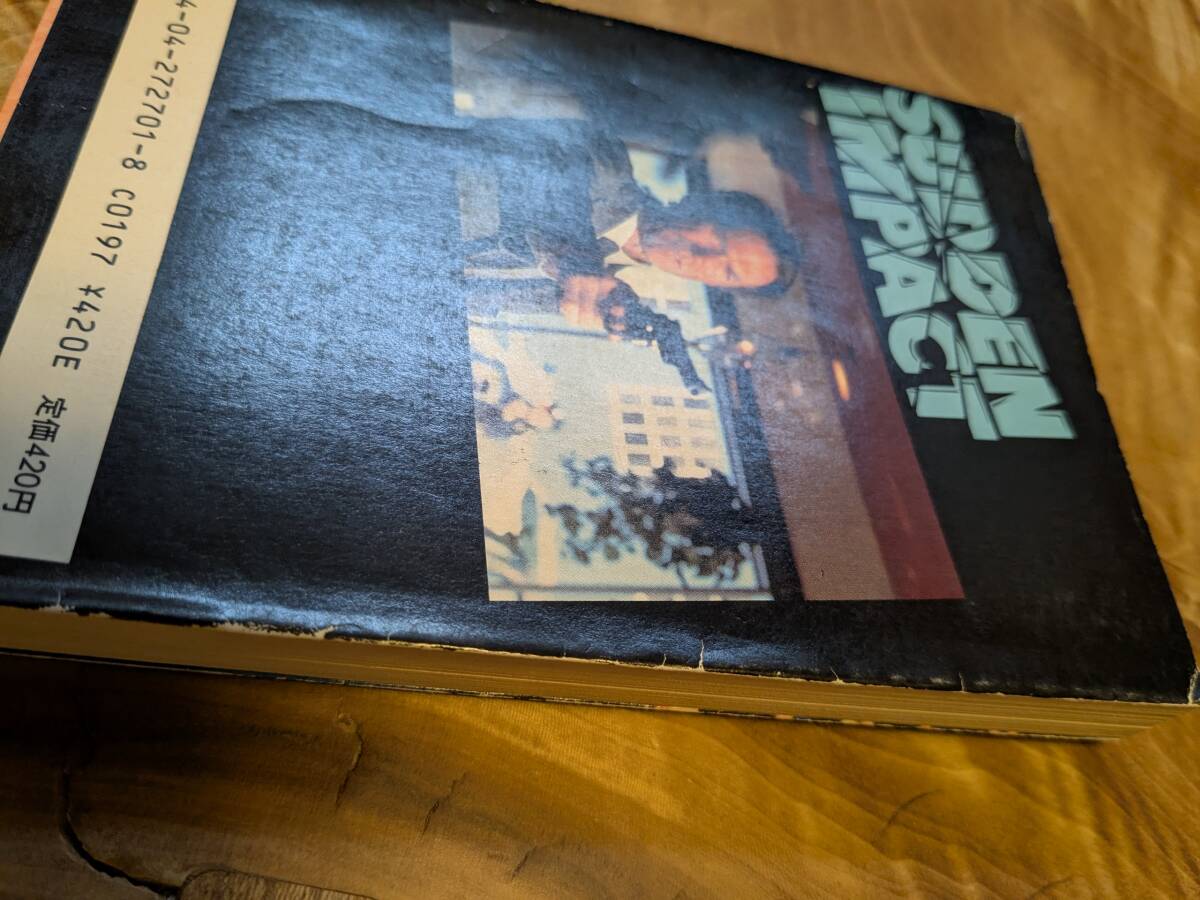 SUDDEN
IMPACT
4-04-272701-8 C0197 ¥420E 定価420円